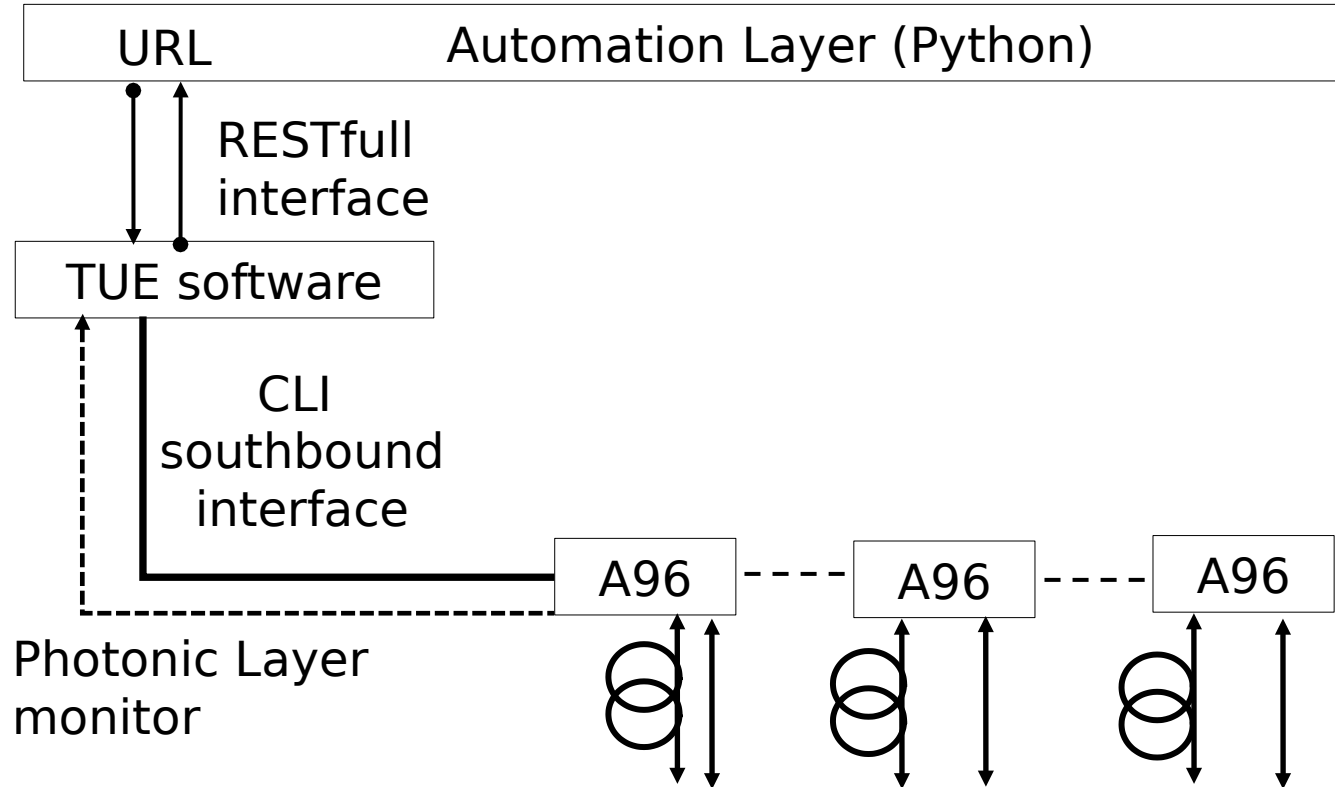 URL
Automation Layer (Python)
RESTfull
interface
TUE software
CLI
southbound
interface
A96
A96
A96
Photonic Layer
monitor